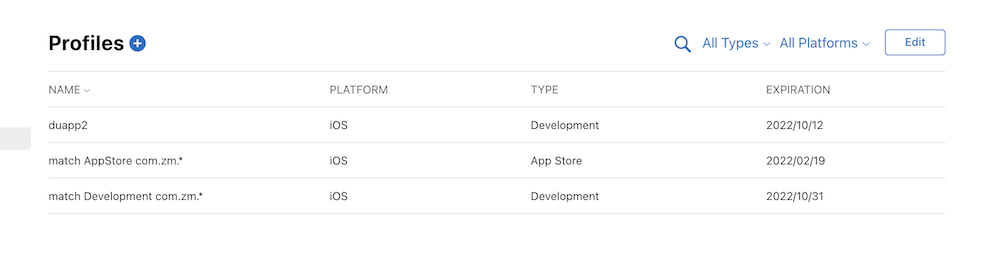 Profiles
All Types All Platforms Edit
NAME PLATFORM TYPE EXPIRATION
duapp2 iOS Development 2022/10/12
match AppStore com.zm.* iOS App Store 2022/02/19
match Development com.zm.* iOS Development 2022/10/31